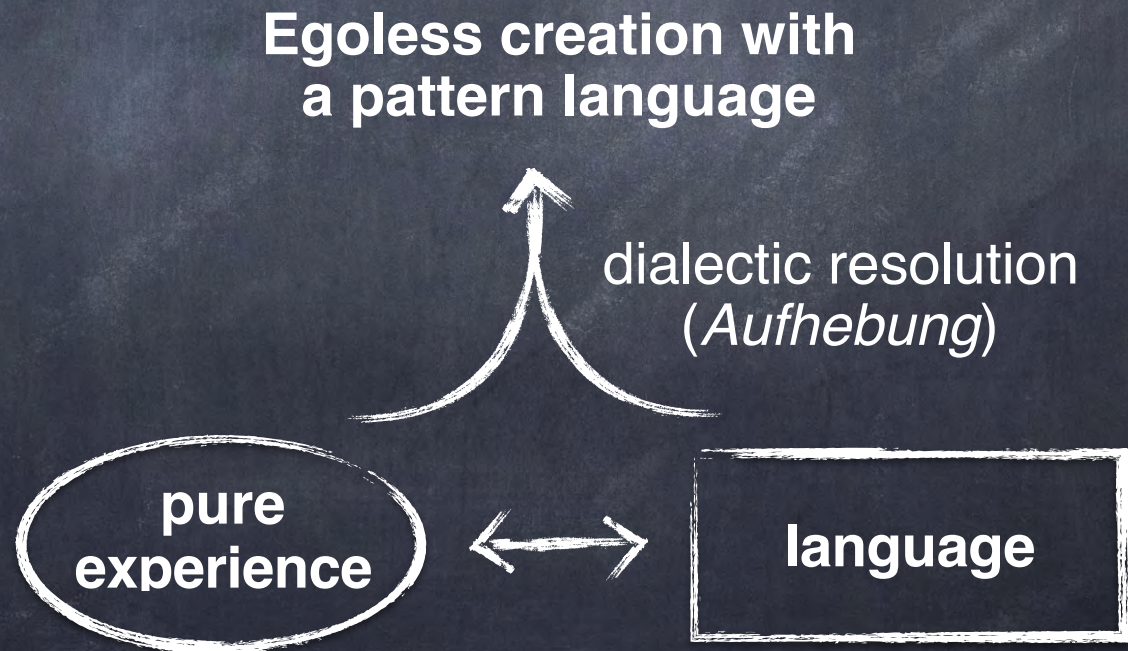 Egoless creation with
a pattern language
dialectic resolution
(Aufhebung)
pure
experience
language